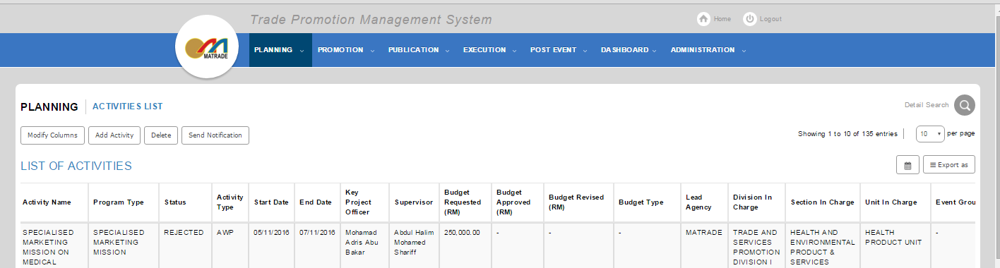 Trade Promotion Management System
Home
Logout
MATRADE
PLANNING
PROMOTION
PUBLICATION
EXECUTION
POST EVENT
DASHBOARD
ADMINISTRATION
PLANNING
ACTIVITIES LIST
Detail Search
Modify Columns
Add Activity
Delete
Send Notification
Showing 1 to 10 of 135 entries
10
per page
LIST OF ACTIVITIES
Export as
Activity Name
Program Type
Status
Activity
Type
Start Date
End Date
Key
Project
Officer
Supervisor
Budget
Requested
(RM)
Budget
Approved
(RM)
Budget Revised
(RM)
Budget Type
Lead
Agency
Division In
Charge
Section In Charge
Unit In Charge
Event Grou
SPECIALISED
MARKETING
MISSION ON
MEDICAL
SPECIALISED
MARKETING
MISSION
REJECTED
AWP
05/11/2016
07/11/2016
Mohamad
Adris Abu
Bakar
Abdul Halim
Mohamed
Shariff
250,000.00
-
-
-
MATRADE
TRADE AND
SERVICES
PROMOTION
DIVISION I
HEALTH AND
ENVIRONMENTAL
PRODUCT &
SERVICES
HEALTH
PRODUCT UNIT
-